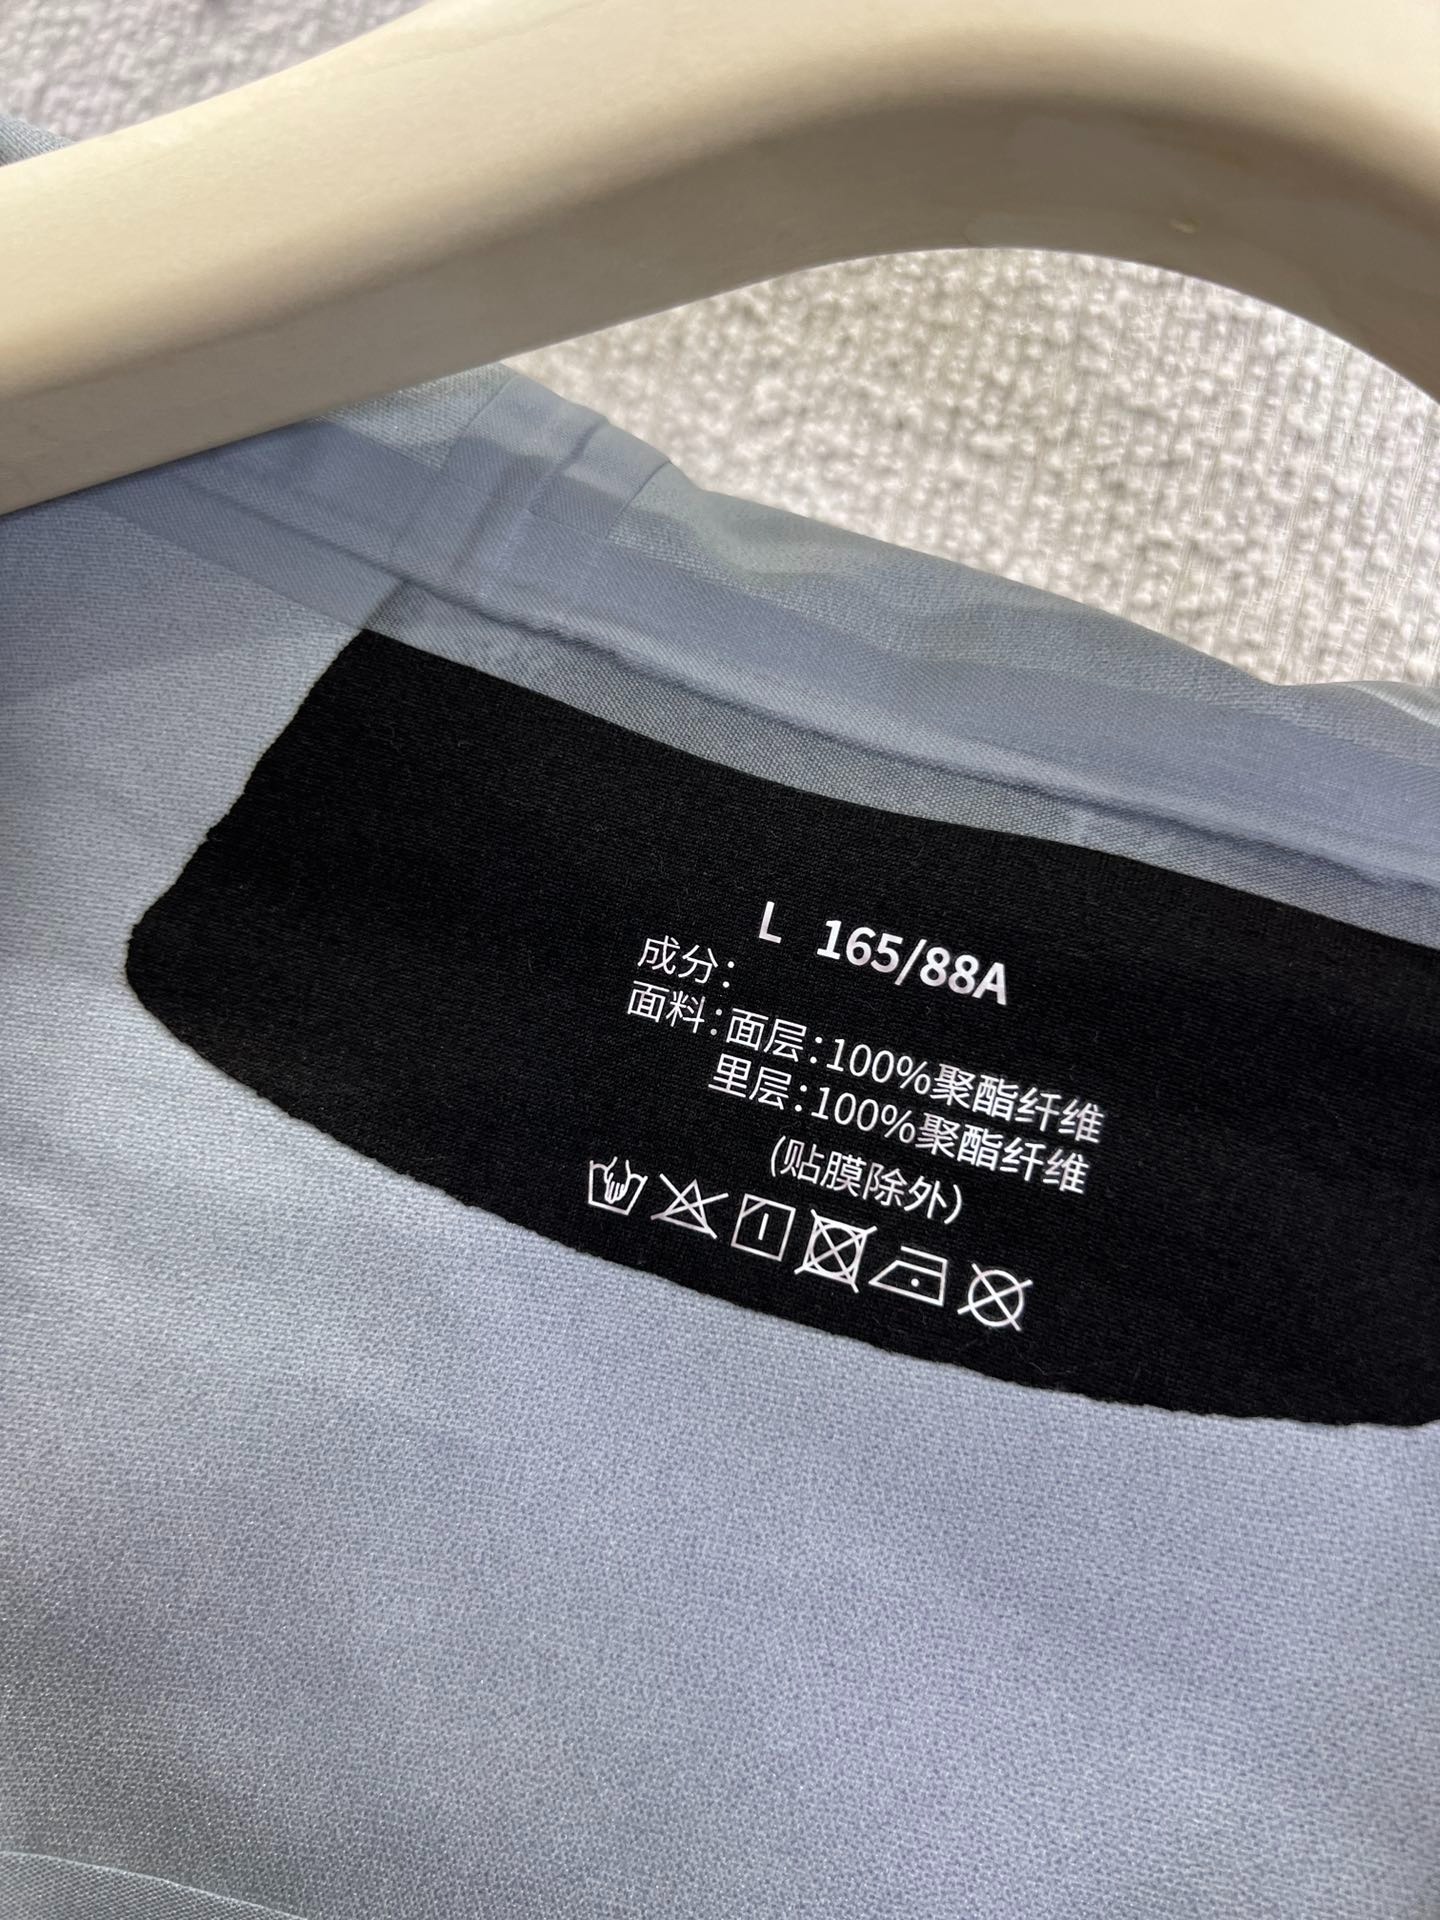 L 165/88A
成分：
面料：面层：100%聚酯纤维
里层：100%聚酯纤维
(贴膜除外)